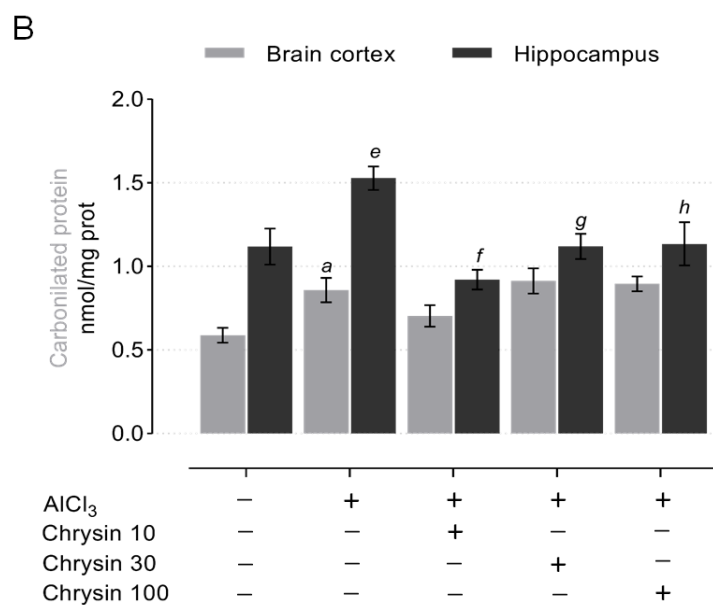 B
Brain cortex Hippocampus
2.0
1.5
1.0
0.5
0.0
Carbonilated protein
nmol/mg prot
a e f g h
AlCl₃ − + + + +
Chrysin 10 − − + − −
Chrysin 30 − − − + −
Chrysin 100 − − − − +